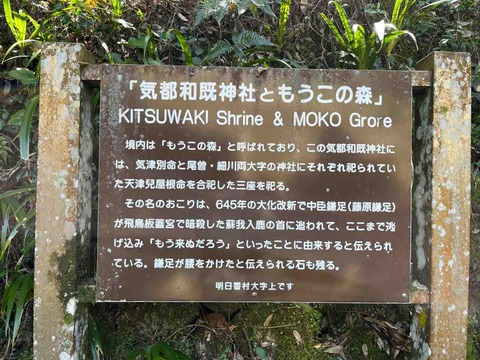 「気都和既神社ともうこの森」
KITSUWAKI Shrine & MOKO Grore
境内は「もうこの森」と呼ばれており、この気都和既神社に
は、気津別命と尾曽・細川両大字の神社にそれぞれ祀られてい
た天津兒屋根命を合祀した三座を祀る。
その名のおこりは、645年の大化改新で中臣鎌足(藤原鎌足)
が飛鳥板蓋宮で暗殺した蘇我入鹿の首に追われて、ここまで逃
げ込み「もう来ぬだろう」といったことに由来すると伝えられ
ている。鎌足が腰をかけたと伝えられる石も残る。
明日香村大字上です